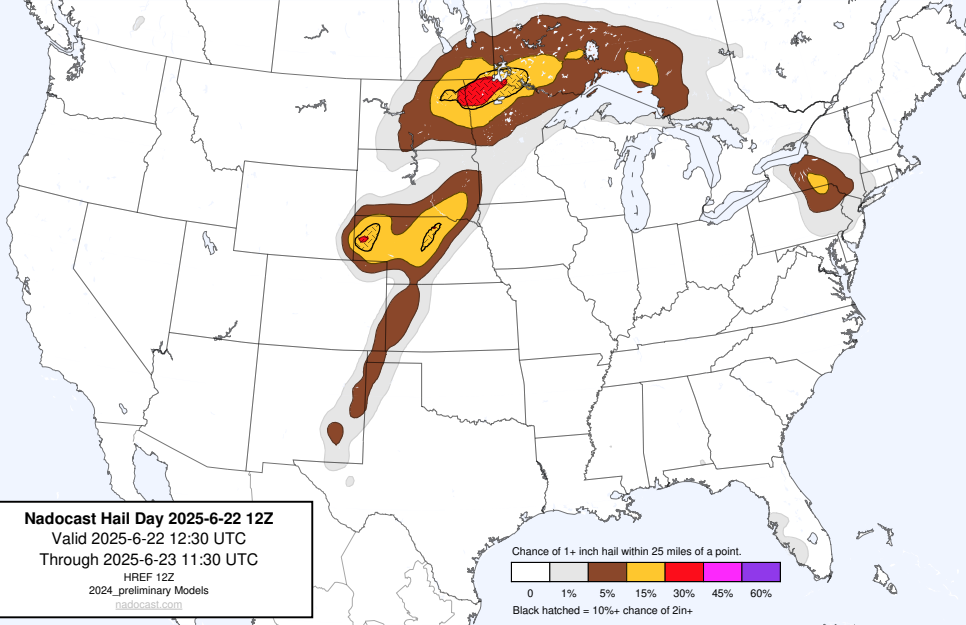 Nadocast Hail Day 2025-6-22 12Z
Valid 2025-6-22 12:30 UTC
Through 2025-6-23 11:30 UTC
HREF 12Z
2024_preliminary Models
nadocast.com
Chance of 1+ inch hail within 25 miles of a point.
0 1% 5% 15% 30% 45% 60%
Black hatched = 10%+ chance of 2in+